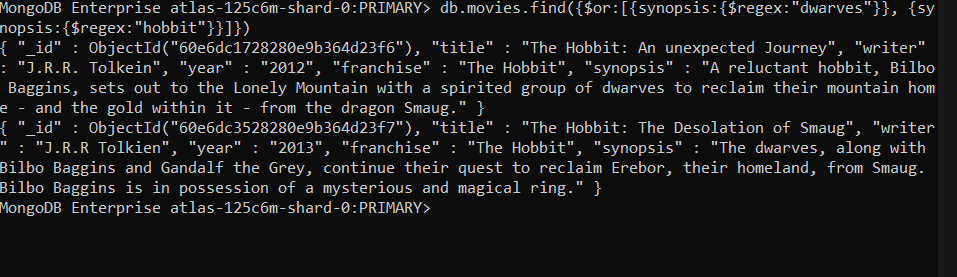 MongoDB Enterprise atlas-125c6m-shard-0:PRIMARY> db.movies.find({$or:[{synopsis:{$regex:"dwarves"}}, {sy
nopsis:{$regex:"hobbit"}}]})
{ "_id" : ObjectId("60e6dc1728280e9b364d23f6"), "title" : "The Hobbit: An unexpected Journey", "writer"
: "J.R.R. Tolkein", "year" : "2012", "franchise" : "The Hobbit", "synopsis" : "A reluctant hobbit, Bilbo
Baggins, sets out to the Lonely Mountain with a spirited group of dwarves to reclaim their mountain hom
e - and the gold within it - from the dragon Smaug." }
{ "_id" : ObjectId("60e6dc3528280e9b364d23f7"), "title" : "The Hobbit: The Desolation of Smaug", "writer
" : "J.R.R Tolkien", "year" : "2013", "franchise" : "The Hobbit", "synopsis" : "The dwarves, along with
Bilbo Baggins and Gandalf the Grey, continue their quest to reclaim Erebor, their homeland, from Smaug.
Bilbo Baggins is in possession of a mysterious and magical ring." }
MongoDB Enterprise atlas-125c6m-shard-0:PRIMARY>